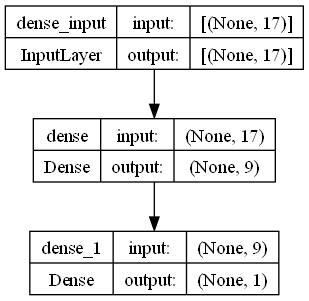 dense_input input: [(None, 17)]
InputLayer output: [(None, 17)]
dense input: (None, 17)
Dense output: (None, 9)
dense_1 input: (None, 9)
Dense output: (None, 1)